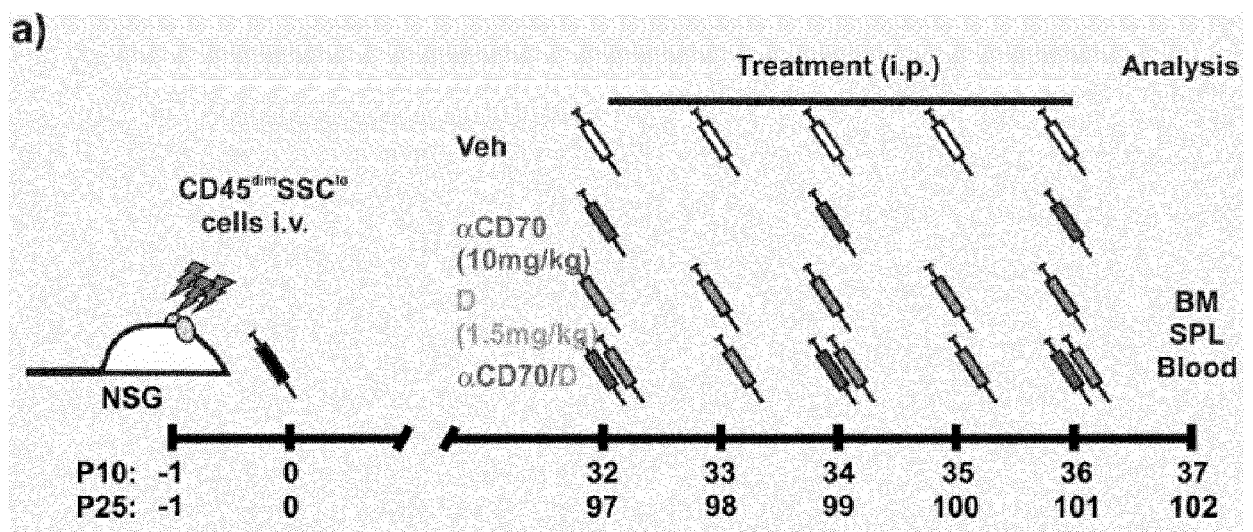 a)
Treatment (i.p.) Analysis
Veh
CD45dimSSClo
cells i.v.
αCD70
(10mg/kg)
D
(1.5mg/kg)
αCD70/D
BM
SPL
Blood
NSG
P10: -1 0 32 33 34 35 36 37
P25: -1 0 97 98 99 100 101 102